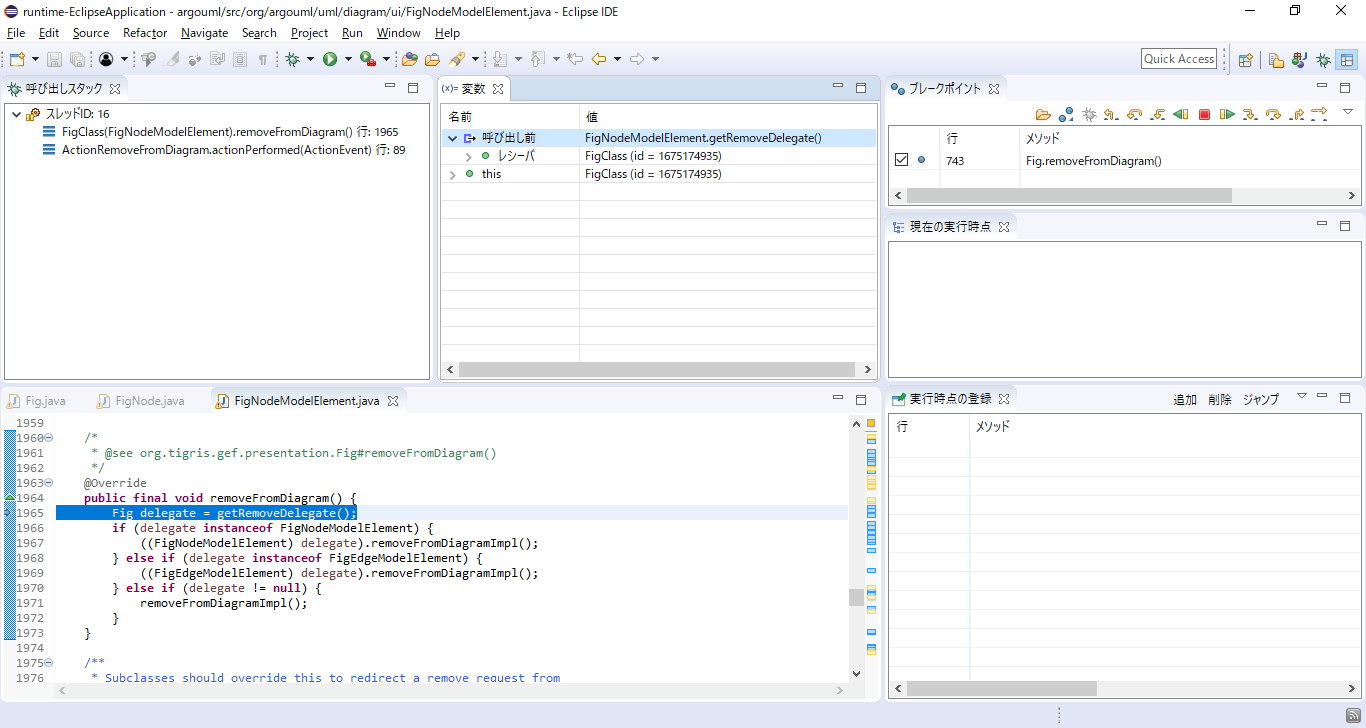 runtime-EclipseApplication - argouml/src/org/argouml/uml/diagram/ui/FigNodeModelElement.java - Eclipse IDE
File Edit Source Refactor Navigate Search Project Run Window Help
Quick Access
呼び出しスタック
スレッドID: 16
FigClass(FigNodeModelElement).removeFromDiagram() 行: 1965
ActionRemoveFromDiagram.actionPerformed(ActionEvent) 行: 89
(x)= 変数
名前 値
呼び出し前 FigNodeModelElement.getRemoveDelegate()
レシーバ FigClass (id = 1675174935)
this FigClass (id = 1675174935)
ブレークポイント
行 メソッド
743 Fig.removeFromDiagram()
現在の実行時点
Fig.java FigNode.java FigNodeModelElement.java
1959
1960 /*
1961 * @see org.tigris.gef.presentation.Fig#removeFromDiagram()
1962 */
1963 @Override
1964 public final void removeFromDiagram() {
1965 Fig delegate = getRemoveDelegate();
1966 if (delegate instanceof FigNodeModelElement) {
1967 ((FigNodeModelElement) delegate).removeFromDiagramImpl();
1968 } else if (delegate instanceof FigEdgeModelElement) {
1969 ((FigEdgeModelElement) delegate).removeFromDiagramImpl();
1970 } else if (delegate != null) {
1971 removeFromDiagramImpl();
1972 }
1973 }
1974
1975 /**
1976 * Subclasses should override this to redirect a remove request from
実行時点の登録 追加 削除 ジャンプ
行 メソッド